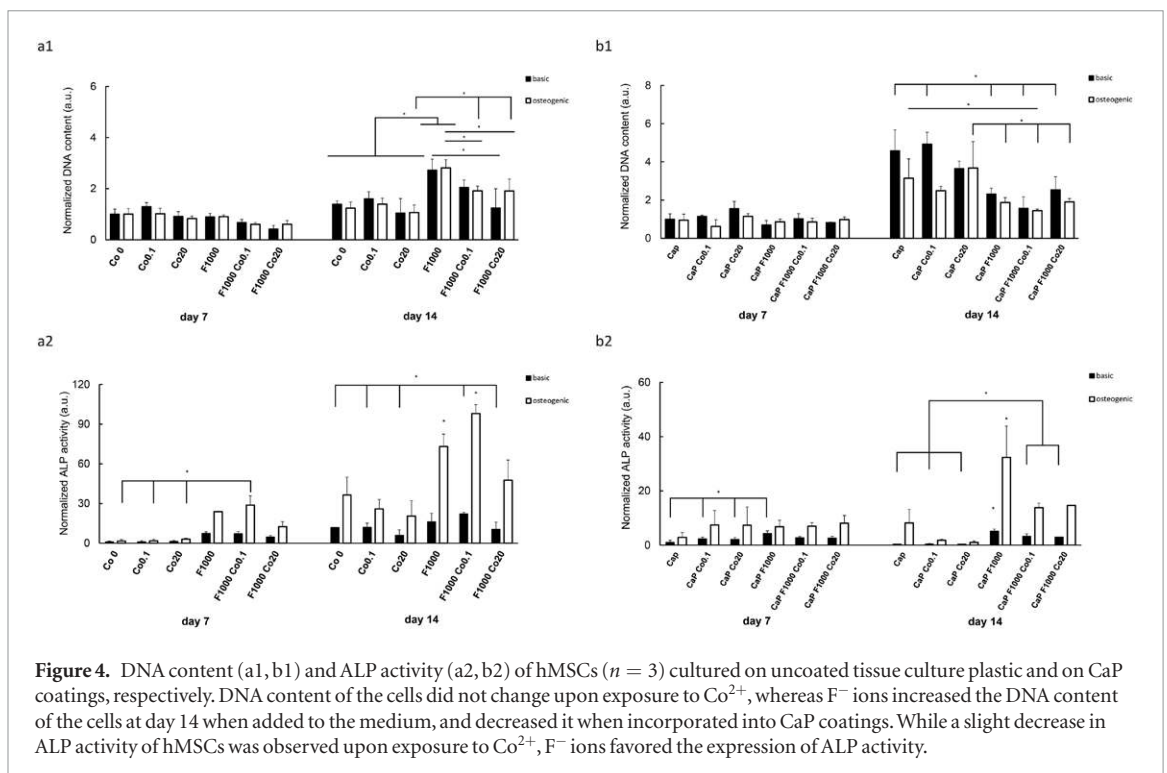 a1
Normalized DNA content (a.u.)
6
4
2
0
basic
osteogenic
*
*
*
*
*
Co 0
Co0.1
Co20
F1000
F1000 Co0.1
F1000 Co20
Co 0
Co0.1
Co20
F1000
F1000 Co0.1
F1000 Co20
day 7
day 14
b1
Normalized DNA content (a.u.)
8
6
4
2
0
basic
osteogenic
*
*
*
Cap
CaP Co0.1
CaP Co20
CaP F1000
CaP F1000 Co0.1
CaP F1000 Co20
Cap
CaP Co0.1
CaP Co20
CaP F1000
CaP F1000 Co0.1
CaP F1000 Co20
day 7
day 14
a2
Normalized ALP activity (a.u.)
120
90
60
30
0
basic
osteogenic
*
*
*
*
Co 0
Co0.1
Co20
F1000
F1000 Co0.1
F1000 Co20
Co 0
Co0.1
Co20
F1000
F1000 Co0.1
F1000 Co20
day 7
day 14
b2
Normalized ALP activity (a.u.)
60
40
20
0
basic
osteogenic
*
*
*
*
Cap
CaP Co0.1
CaP Co20
CaP F1000
CaP F1000 Co0.1
CaP F1000 Co20
Cap
CaP Co0.1
CaP Co20
CaP F1000
CaP F1000 Co0.1
CaP F1000 Co20
day 7
day 14
Figure 4. DNA content (a1, b1) and ALP activity (a2, b2) of hMSCs (n = 3) cultured on uncoated tissue culture plastic and on CaP
coatings, respectively. DNA content of the cells did not change upon exposure to Co²⁺, whereas F⁻ ions increased the DNA content
of the cells at day 14 when added to the medium, and decreased it when incorporated into CaP coatings. While a slight decrease in
ALP activity of hMSCs was observed upon exposure to Co²⁺, F⁻ ions favored the expression of ALP activity.